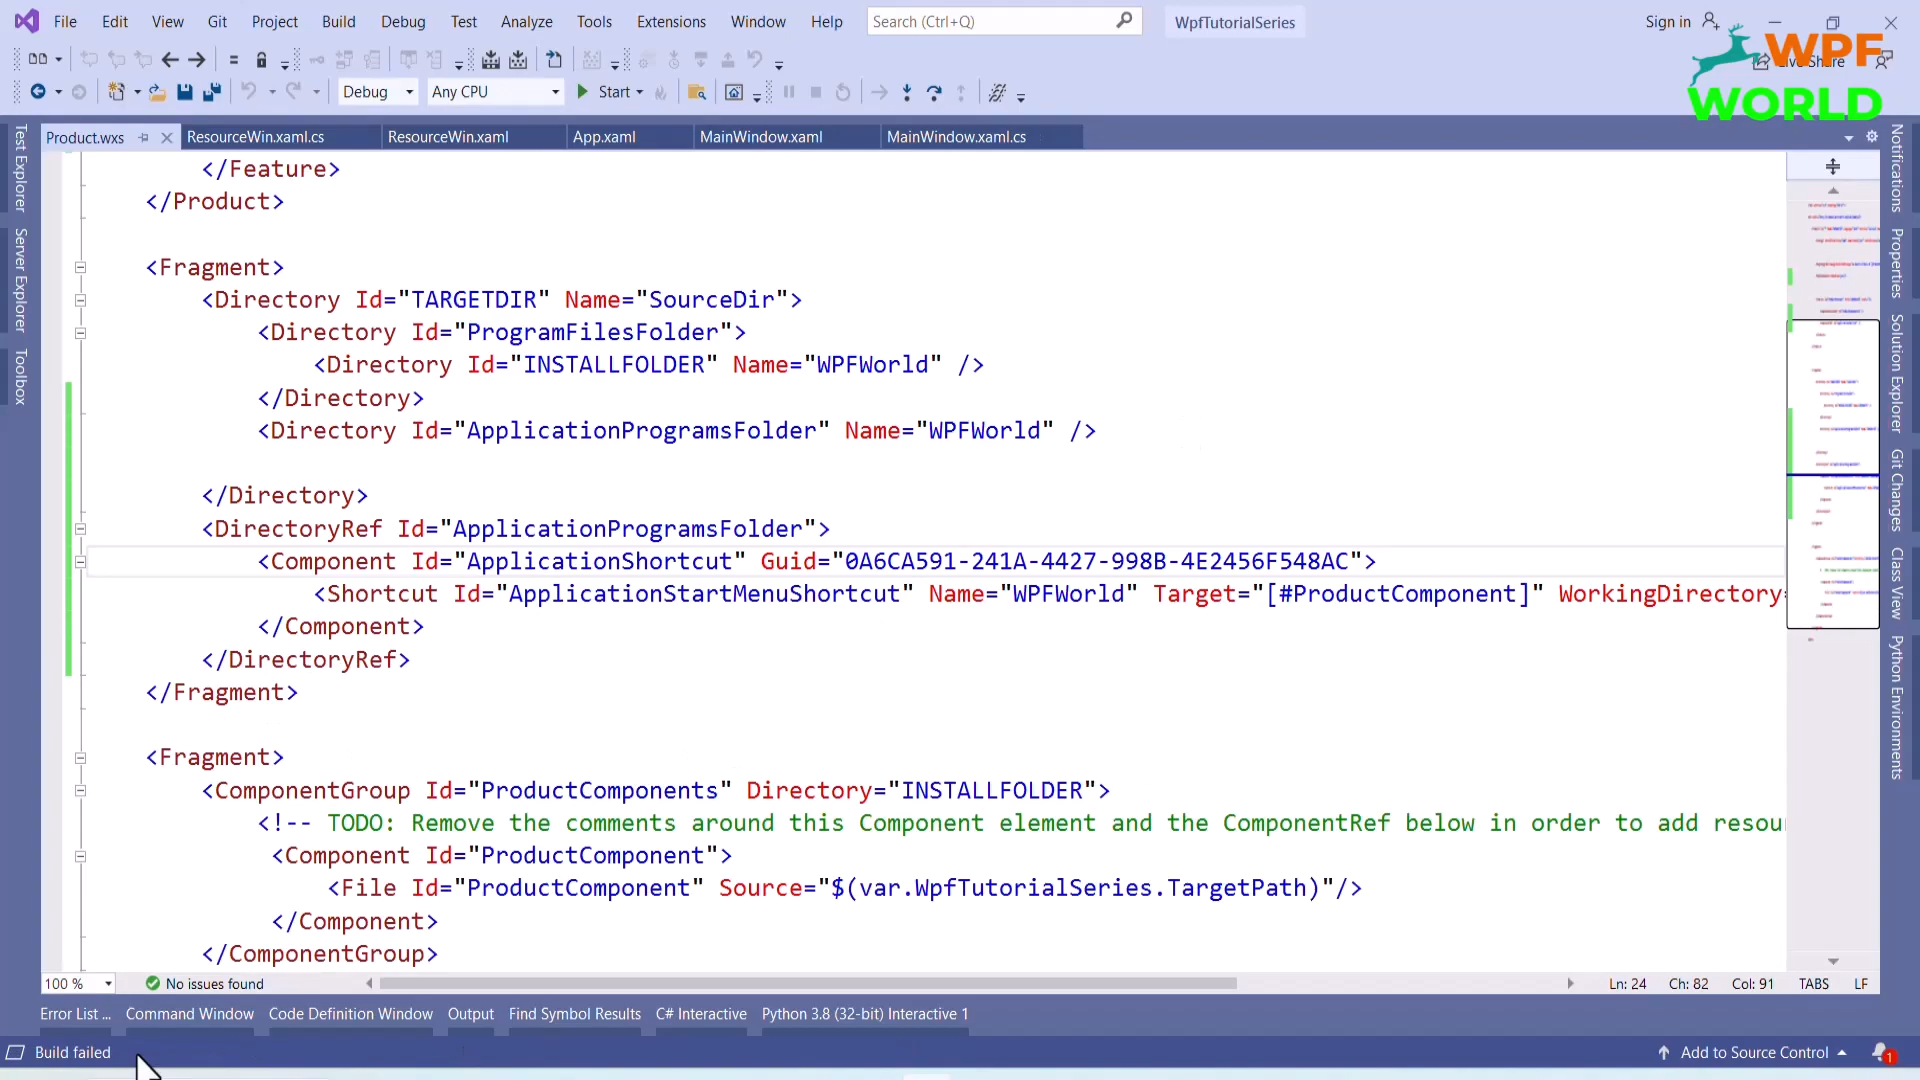 File Edit View Git Project Build Debug Test Analyze Tools Extensions Window Help Search (Ctrl+Q) WpfTutorialSeries Sign in
WPF
Live Share
WORLD
Debug Any CPU Start
Product.wxs ResourceWin.xaml.cs ResourceWin.xaml App.xaml MainWindow.xaml MainWindow.xaml.cs
Test Explorer
Server Explorer
Toolbox
</Feature>
</Product>
<Fragment>
<Directory Id="TARGETDIR" Name="SourceDir">
<Directory Id="ProgramFilesFolder">
<Directory Id="INSTALLFOLDER" Name="WPFWorld" />
</Directory>
<Directory Id="ApplicationProgramsFolder" Name="WPFWorld" />
</Directory>
<DirectoryRef Id="ApplicationProgramsFolder">
<Component Id="ApplicationShortcut" Guid="0A6CA591-241A-4427-998B-4E2456F548AC">
<Shortcut Id="ApplicationStartMenuShortcut" Name="WPFWorld" Target="[#ProductComponent]" WorkingDirectory=
</Component>
</DirectoryRef>
</Fragment>
<Fragment>
<ComponentGroup Id="ProductComponents" Directory="INSTALLFOLDER">
<!-- TODO: Remove the comments around this Component element and the ComponentRef below in order to add resou
<Component Id="ProductComponent">
<File Id="ProductComponent" Source="$(var.WpfTutorialSeries.TargetPath)"/>
</Component>
</ComponentGroup>
Notifications
Properties
Solution Explorer
Git Changes
Class View
Python Environments
100 % No issues found Ln: 24 Ch: 82 Col: 91 TABS LF
Error List ... Command Window Code Definition Window Output Find Symbol Results C# Interactive Python 3.8 (32-bit) Interactive 1
Build failed Add to Source Control 1